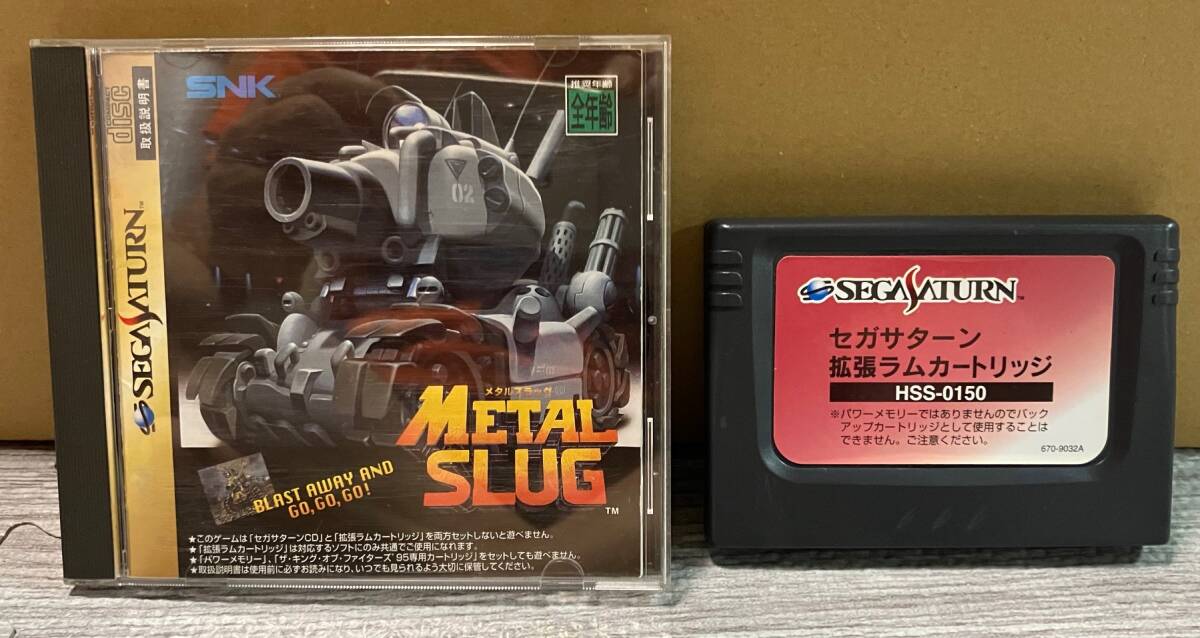 COMPACT
disc
取扱説明書
SEGA SATURN™
SNK
推奨年齢
全年齢
02
メタルスラッグ
METAL
SLUG™
BLAST AWAY AND
GO, GO, GO!
★このゲームは「セガサターンCD」と「拡張ラムカートリッジ」を両方セットしないと遊べません。
★「拡張ラムカートリッジ」は対応するソフトにのみ共通でご使用になれます。
★「パワーメモリー」、「ザ・キング・オブ・ファイターズ'95専用カートリッジ」をセットしても遊べません。
★取扱説明書は使用前に必ずお読みになり、いつでも見られるよう大切に保管してください。
SEGA SATURN™
セガサターン
拡張ラムカートリッジ
HSS-0150
※パワーメモリーではありませんのでバック
アップカートリッジとして使用することは
できません。ご注意ください。
670-9032A